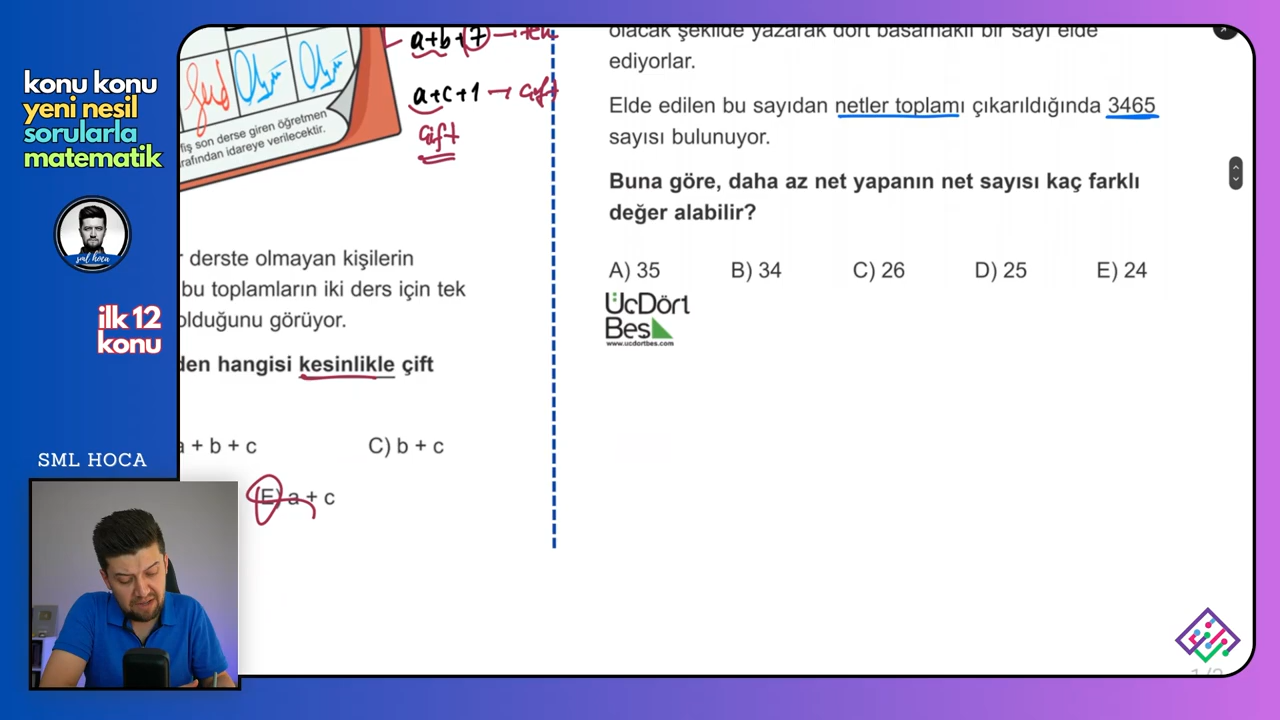 konu konu
yeni nesil
sorularla
matematik
sml hoca
ilk 12
konu
SML HOCA
a+b+7 → tek
a+c+1 → çift
çift
fiş son derse giren öğretmen
arafından idareye verilecektir.
r derste olmayan kişilerin
bu toplamların iki ders için tek
olduğunu görüyor.
den hangisi kesinlikle çift
a + b + c
C) b + c
E) a + c
olacak şekilde yazarak dört basamaklı bir sayı elde
ediyorlar.
Elde edilen bu sayıdan netler toplamı çıkarıldığında 3465
sayısı bulunuyor.
Buna göre, daha az net yapanın net sayısı kaç farklı
değer alabilir?
A) 35 B) 34 C) 26 D) 25 E) 24
ÜçDört
Beş
www.ucdortbes.com